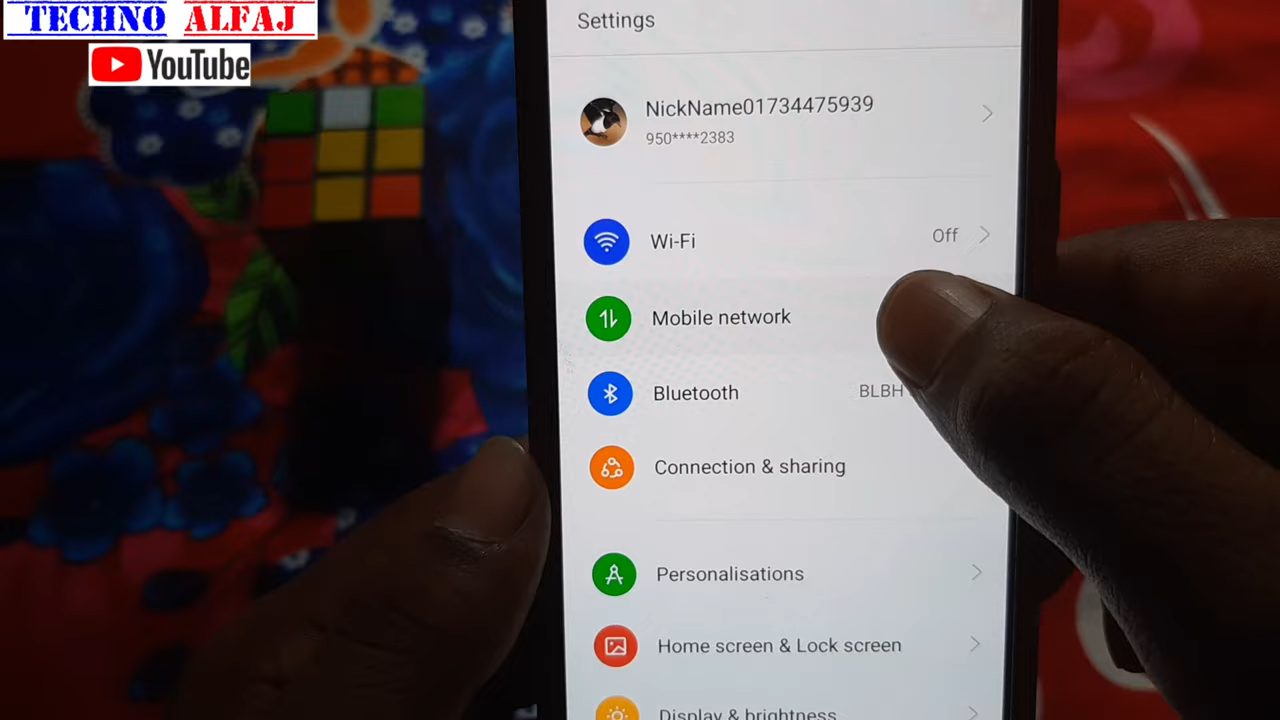 TECHNO ALFAJ
YouTube
Settings
NickName01734475939
950****2383
Wi-Fi Off
Mobile network
Bluetooth BLBH
Connection & sharing
Personalisations
Home screen & Lock screen
Display & brightness